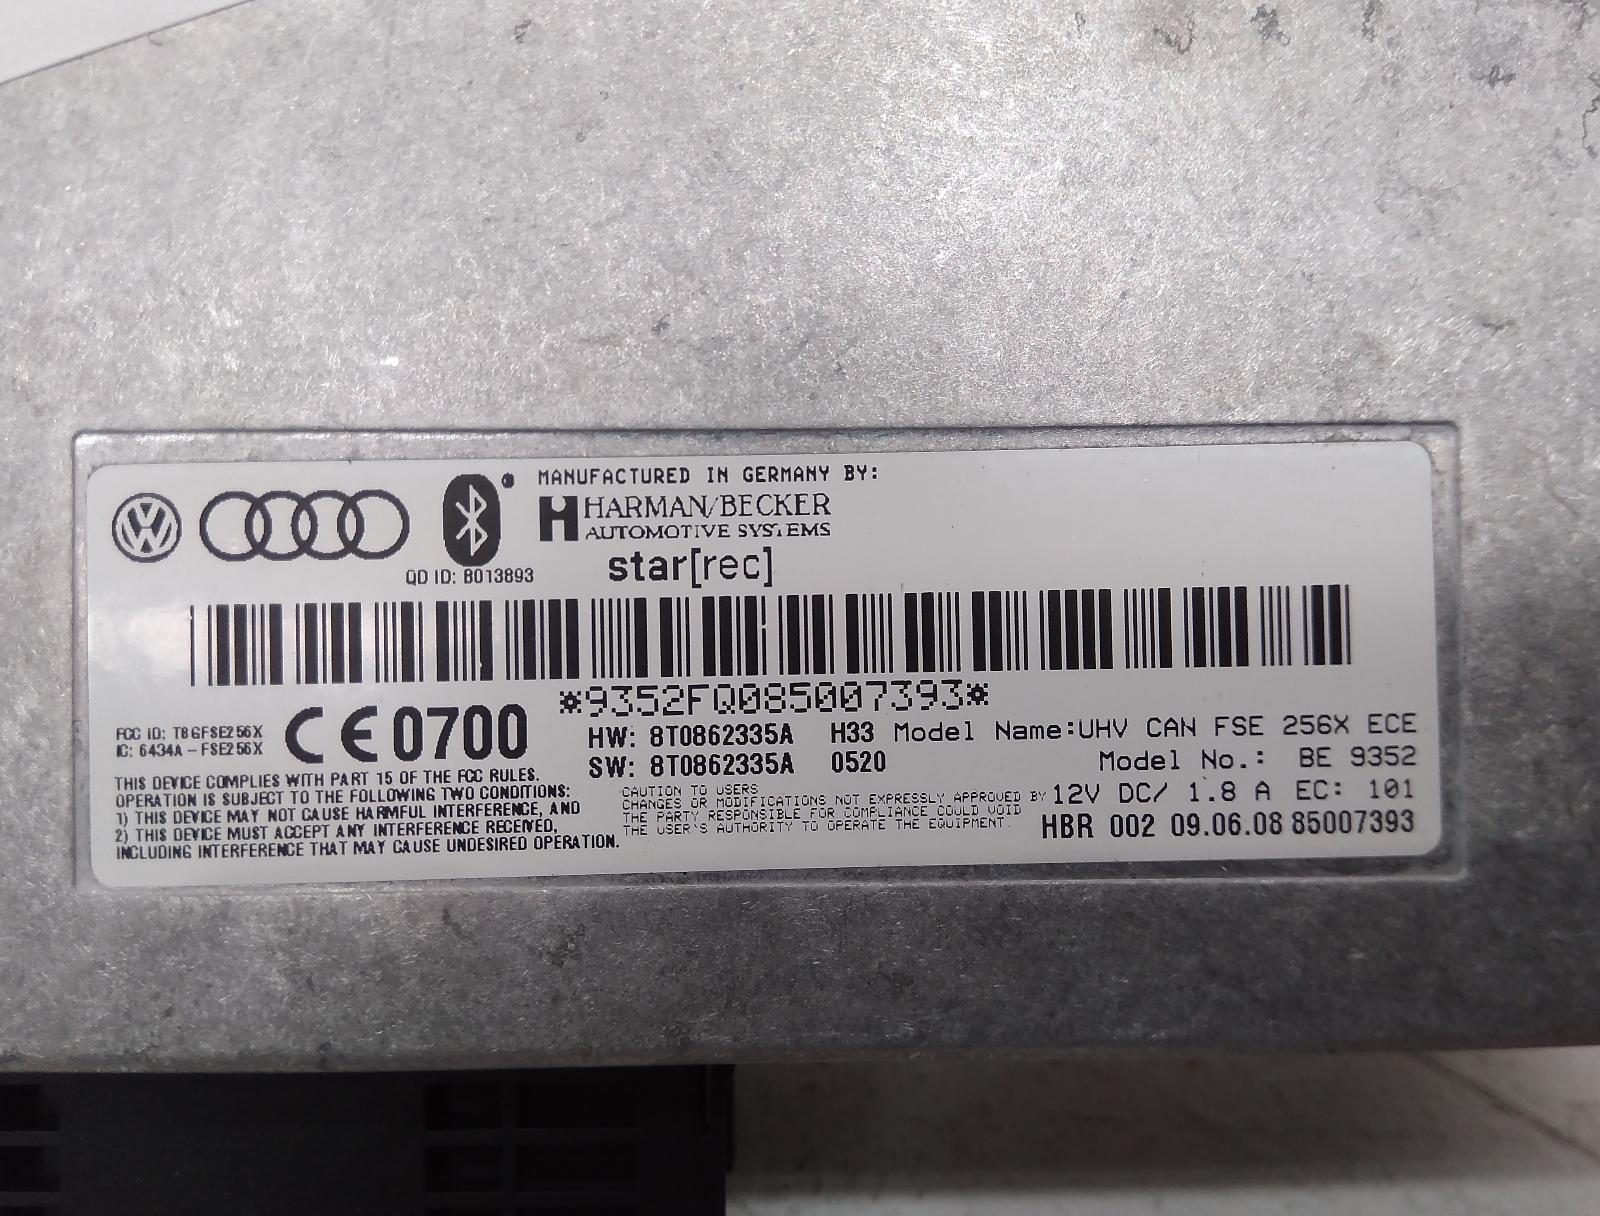 MANUFACTURED IN GERMANY BY:
HARMAN/BECKER
AUTOMOTIVE SYSTEMS
QD ID: B013893
star[rec]
*9352FQ085007393*
FCC ID: T8GFSE256X
IC: 6434A-FSE256X
CE0700
HW: 8T0862335A H33 Model Name:UHV CAN FSE 256X ECE
SW: 8T0862335A 0520 Model No.: BE 9352
THIS DEVICE COMPLIES WITH PART 15 OF THE FCC RULES.
OPERATION IS SUBJECT TO THE FOLLOWING TWO CONDITIONS:
1) THIS DEVICE MAY NOT CAUSE HARMFUL INTERFERENCE, AND
2) THIS DEVICE MUST ACCEPT ANY INTERFERENCE RECEIVED,
INCLUDING INTERFERENCE THAT MAY CAUSE UNDESIRED OPERATION.
CAUTION TO USERS
CHANGES OR MODIFICATIONS NOT EXPRESSLY APPROVED BY
THE PARTY RESPONSIBLE FOR COMPLIANCE COULD VOID
THE USER'S AUTHORITY TO OPERATE THE EQUIPMENT.
12V DC/ 1.8 A EC: 101
HBR 002 09.06.08 85007393